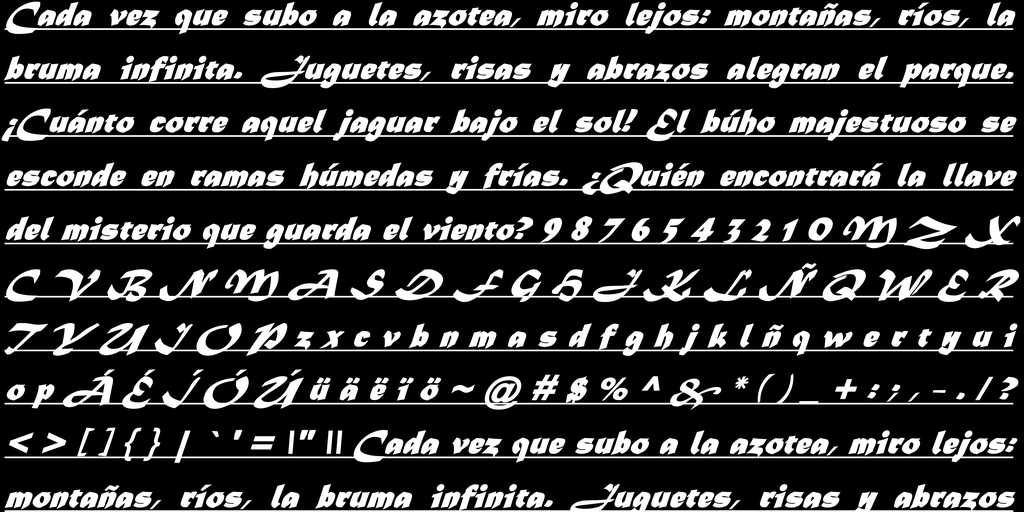 Cada vez que subo a la azotea, miro lejos: montañas, ríos, la
bruma infinita. Juguetes, risas y abrazos alegran el parque.
¡Cuánto corre aquel jaguar bajo el sol! El búho majestuoso se
esconde en ramas húmedas y frías. ¿Quién encontrará la llave
del misterio que guarda el viento? 9 8 7 6 5 4 3 2 1 0 M Z X
C V B N M A S D F G H J K L Ñ Q W E R
T Y U I O P z x c v b n m a s d f g h j k l ñ q w e r t y u i
o p Á É Í Ó Ú ü ä ë ï ö ~ @ # $ % ^ & * ( ) _ + : ; , - . / ?
< > [ ] { } | ` ' = \" \\ Cada vez que subo a la azotea, miro lejos:
montañas, ríos, la bruma infinita. Juguetes, risas y abrazos